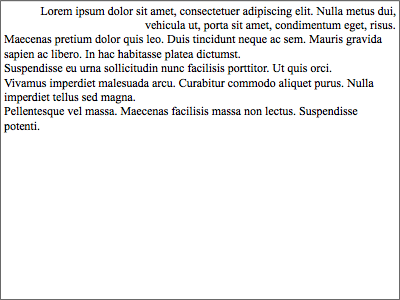 Lorem ipsum dolor sit amet, consectetuer adipiscing elit. Nulla metus dui,
vehicula ut, porta sit amet, condimentum eget, risus.
Maecenas pretium dolor quis leo. Duis tincidunt neque ac sem. Mauris gravida
sapien ac libero. In hac habitasse platea dictumst.
Suspendisse eu urna sollicitudin nunc facilisis porttitor. Ut quis orci.
Vivamus imperdiet malesuada arcu. Curabitur commodo aliquet purus. Nulla
imperdiet tellus sed magna.
Pellentesque vel massa. Maecenas facilisis massa non lectus. Suspendisse
potenti.